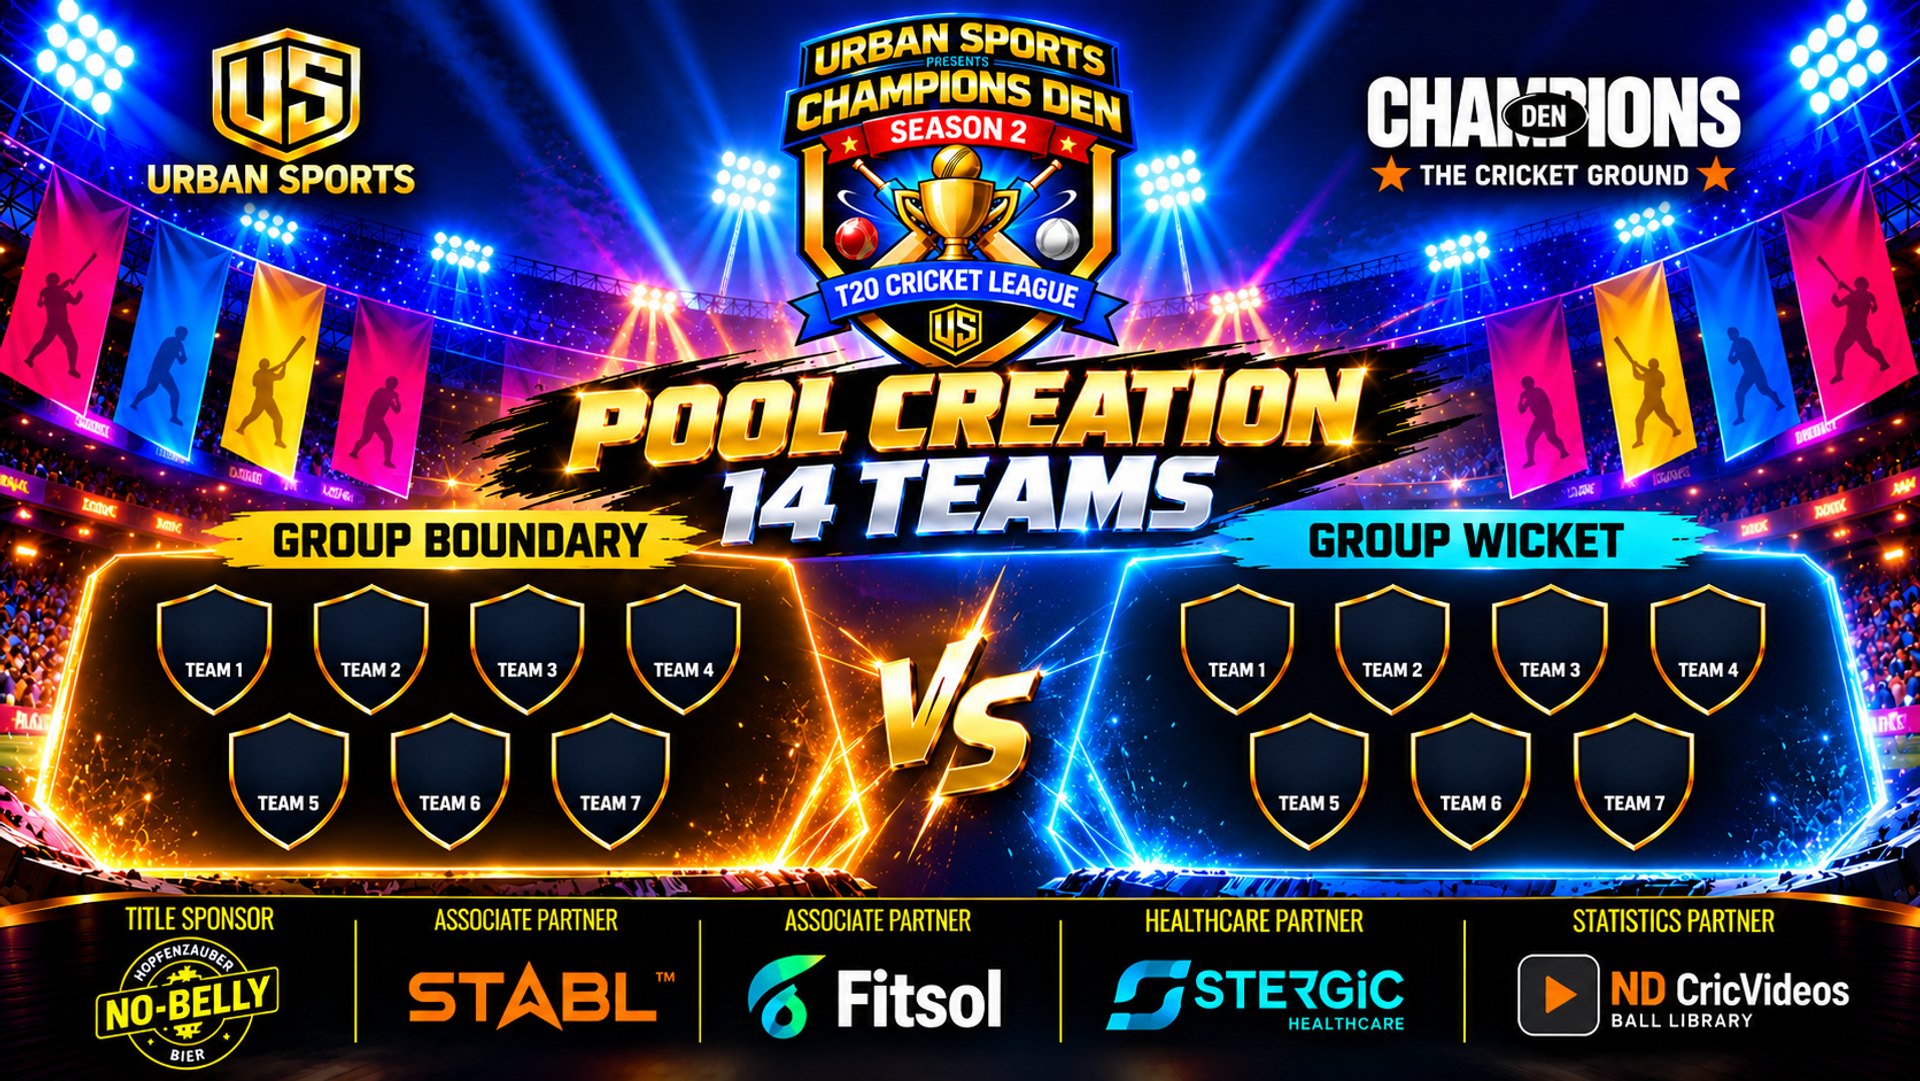 US
URBAN SPORTS
URBAN SPORTS
PRESENTS
CHAMPIONS DEN
SEASON 2
T20 CRICKET LEAGUE
US
CHAMPIONS
DEN
THE CRICKET GROUND
POOL CREATION
14 TEAMS
GROUP BOUNDARY
TEAM 1
TEAM 2
TEAM 3
TEAM 4
TEAM 5
TEAM 6
TEAM 7
VS
GROUP WICKET
TEAM 1
TEAM 2
TEAM 3
TEAM 4
TEAM 5
TEAM 6
TEAM 7
TITLE SPONSOR
HOPFENZAUBER
NO-BELLY
BIER
ASSOCIATE PARTNER
STABL™
ASSOCIATE PARTNER
Fitsol
HEALTHCARE PARTNER
STERGiC
HEALTHCARE
STATISTICS PARTNER
ND CricVideos
BALL LIBRARY